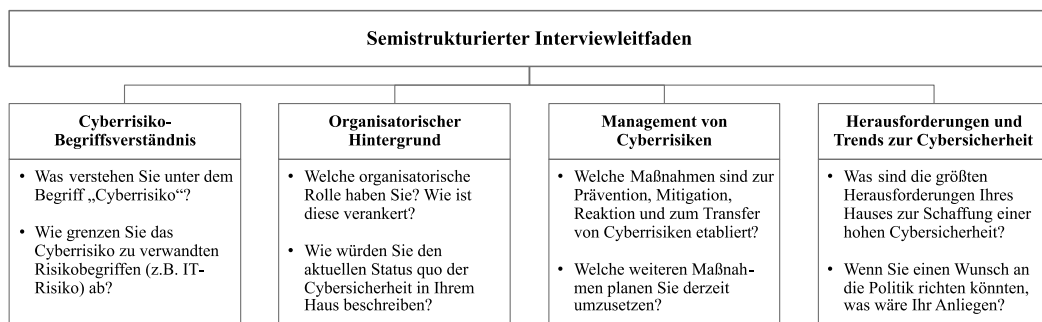 Semistrukturierter Interviewleitfaden
Cyberrisiko-
Begriffsverständnis
• Was verstehen Sie unter dem
Begriff „Cyberrisiko“?
• Wie grenzen Sie das
Cyberrisiko zu verwandten
Risikobegriffen (z.B. IT-
Risiko) ab?
Organisatorischer
Hintergrund
• Welche organisatorische
Rolle haben Sie? Wie ist
diese verankert?
• Wie würden Sie den
aktuellen Status quo der
Cybersicherheit in Ihrem
Haus beschreiben?
Management von
Cyberrisiken
• Welche Maßnahmen sind zur
Prävention, Mitigation,
Reaktion und zum Transfer
von Cyberrisiken etabliert?
• Welche weiteren Maßnah-
men planen Sie derzeit
umzusetzen?
Herausforderungen und
Trends zur Cybersicherheit
• Was sind die größten
Herausforderungen Ihres
Hauses zur Schaffung einer
hohen Cybersicherheit?
• Wenn Sie einen Wunsch an
die Politik richten könnten,
was wäre Ihr Anliegen?